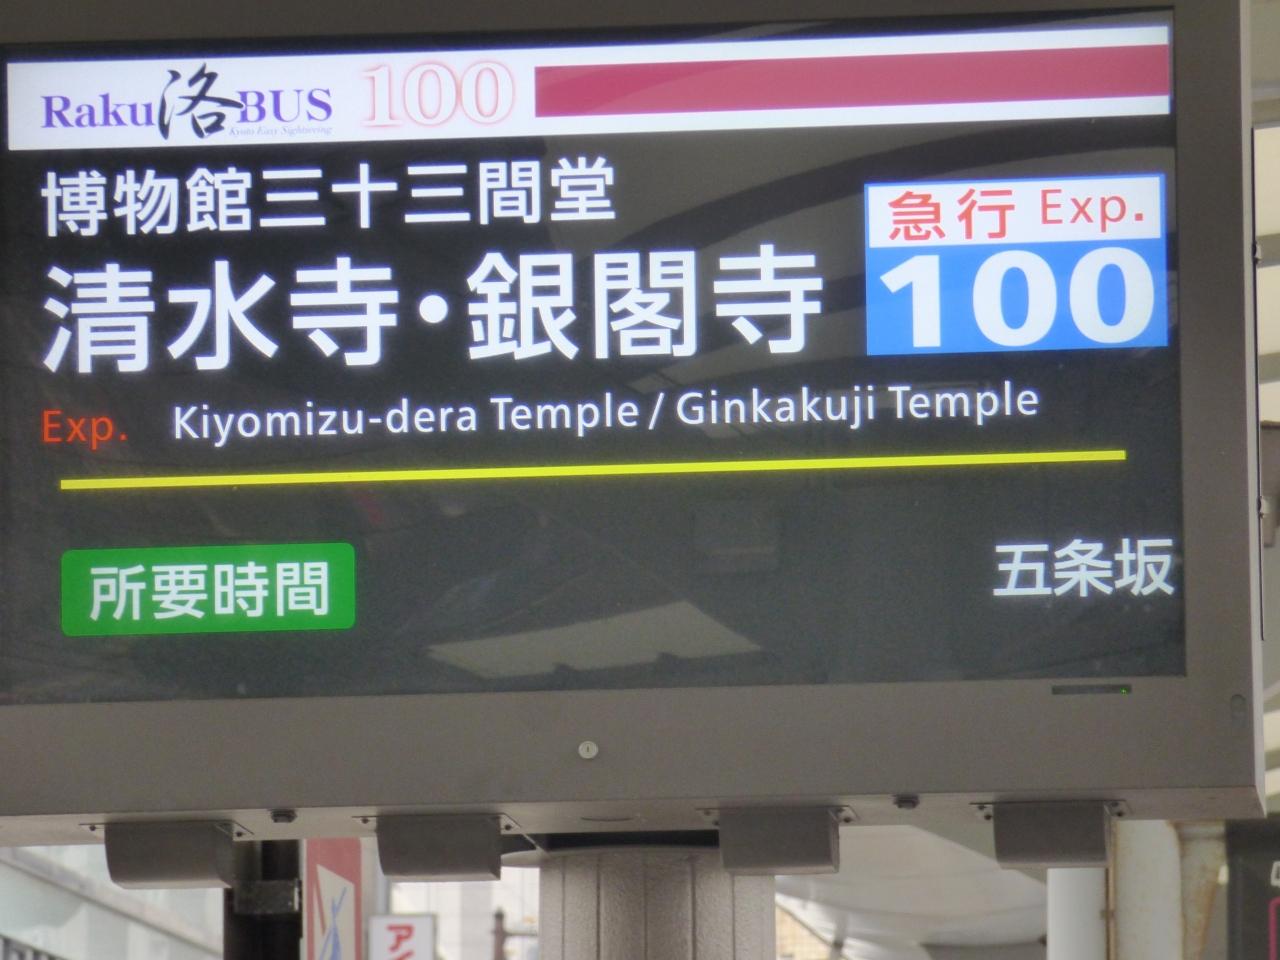 Raku洛BUS 100
Kyoto Easy Sightseeing
博物館三十三間堂
急行 Exp.
清水寺・銀閣寺
100
Exp. Kiyomizu-dera Temple / Ginkakuji Temple
所要時間 五条坂
ア